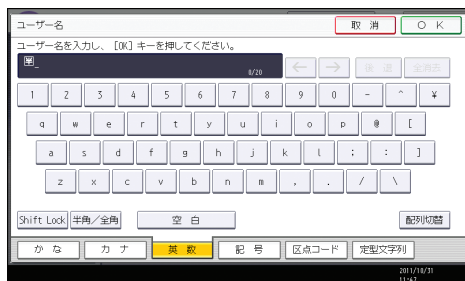 ユーザー名 取 消 O K
ユーザー名を入力し、[OK] キーを押してください。
半_
0/20 ← → 後 退 全消去
1 2 3 4 5 6 7 8 9 0 - ^ ¥
q w e r t y u i o p @ [
a s d f g h j k l ; : ]
z x c v b n m , . / \
Shift Lock 半角／全角 空 白 配列切替
か な カ ナ 英 数 記 号 区点コード 定型文字列
2011/10/31
11:47